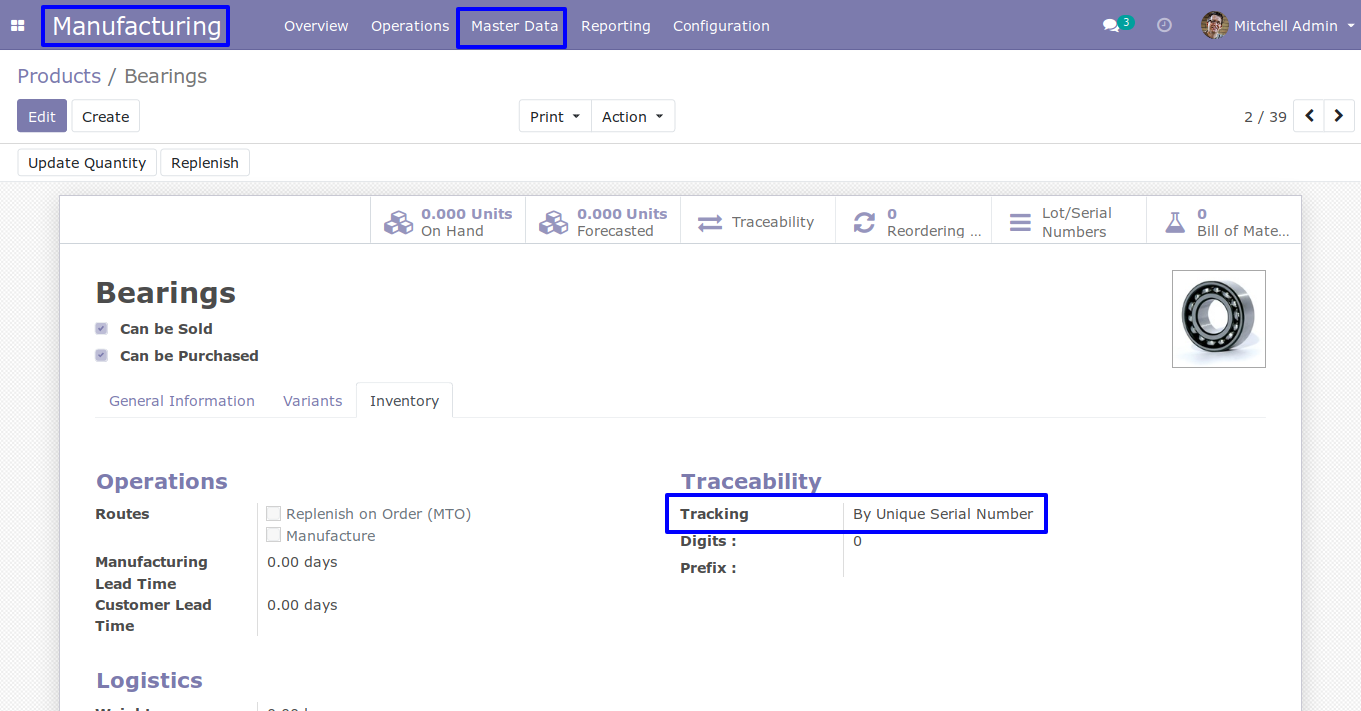 Manufacturing Overview Operations Master Data Reporting Configuration 3 Mitchell Admin
Products / Bearings
Edit Create Print Action 2 / 39
Update Quantity Replenish
0.000 Units
On Hand
0.000 Units
Forecasted
Traceability
0
Reordering ...
Lot/Serial
Numbers
0
Bill of Mate...
Bearings
Can be Sold
Can be Purchased
General Information Variants Inventory
Operations
Routes
Replenish on Order (MTO)
Manufacture
Manufacturing
Lead Time
0.00 days
Customer Lead
Time
0.00 days
Traceability
Tracking By Unique Serial Number
Digits : 0
Prefix :
Logistics